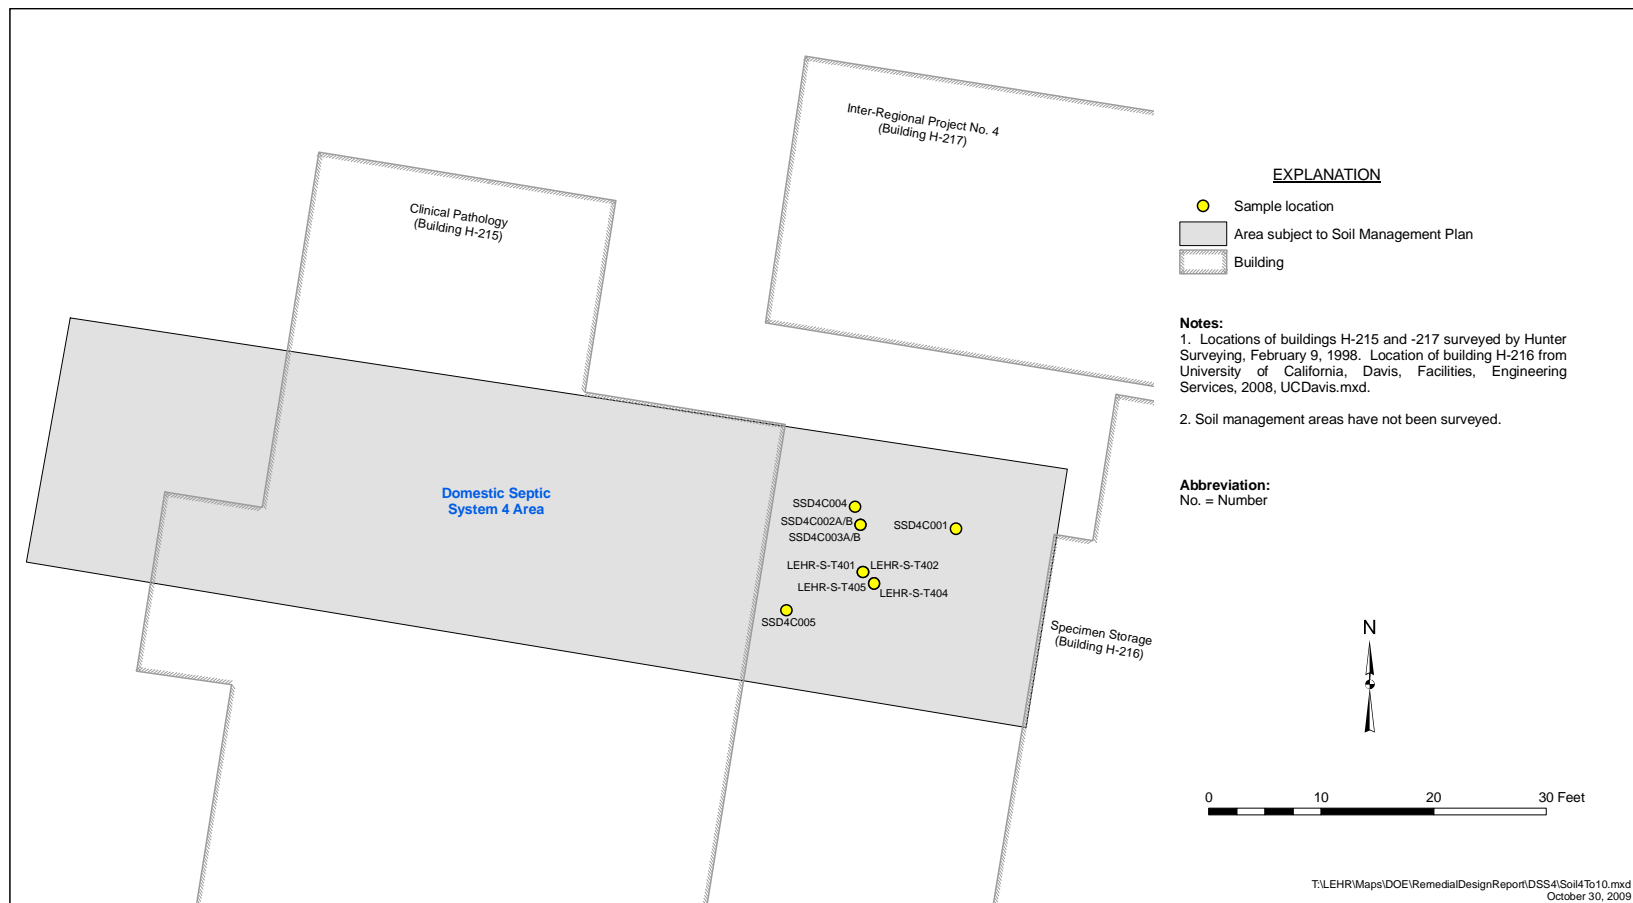 Inter-Regional Project No. 4
(Building H-217)
Clinical Pathology
(Building H-215)
Domestic Septic
System 4 Area
SSD4C004
SSD4C002A/B
SSD4C003A/B
SSD4C001
LEHR-S-T401
LEHR-S-T402
LEHR-S-T405
LEHR-S-T404
SSD4C005
Specimen Storage
(Building H-216)
EXPLANATION
Sample location
Area subject to Soil Management Plan
Building
Notes:
1. Locations of buildings H-215 and -217 surveyed by Hunter
Surveying, February 9, 1998. Location of building H-216 from
University of California, Davis, Facilities, Engineering
Services, 2008, UCDavis.mxd.
2. Soil management areas have not been surveyed.
Abbreviation:
No. = Number
N
0 10 20 30 Feet
T:\LEHR\Maps\DOE\RemedialDesignReport\DSS4\Soil4To10.mxd
October 30, 2009